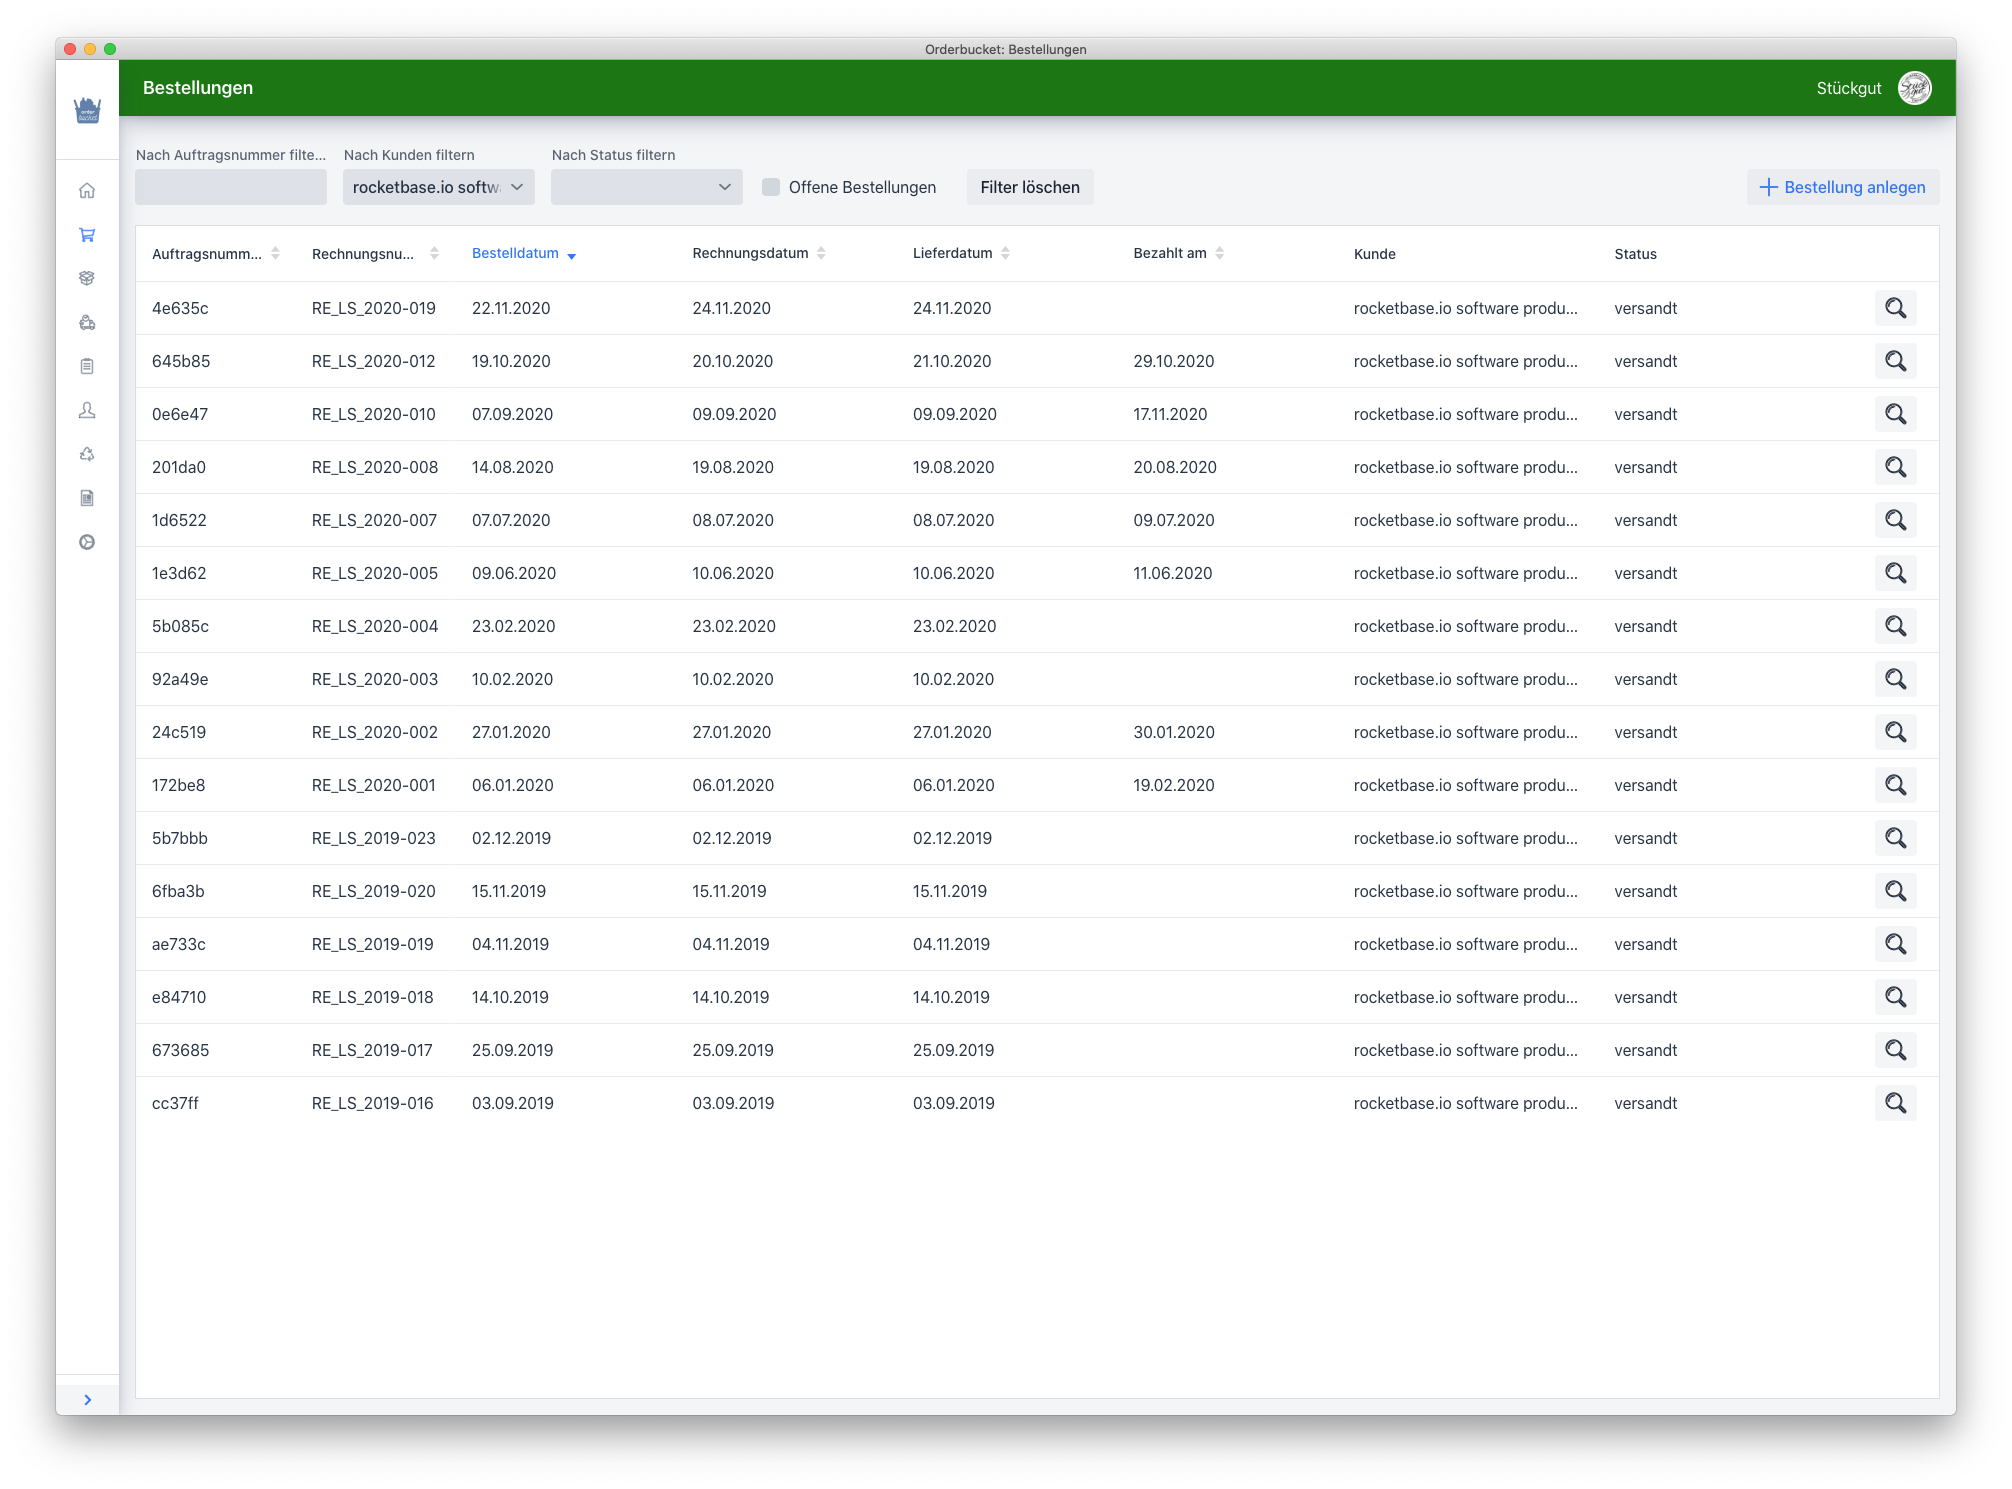 Orderbucket: Bestellungen
Bestellungen
Stückgut
order
bucket
Nach Auftragsnummer filte... Nach Kunden filtern Nach Status filtern
rocketbase.io softw Offene Bestellungen Filter löschen Bestellung anlegen
Auftragsnumm... Rechnungsnu... Bestelldatum Rechnungsdatum Lieferdatum Bezahlt am Kunde Status
4e635c RE_LS_2020-019 22.11.2020 24.11.2020 24.11.2020 rocketbase.io software produ... versandt
645b85 RE_LS_2020-012 19.10.2020 20.10.2020 21.10.2020 29.10.2020 rocketbase.io software produ... versandt
0e6e47 RE_LS_2020-010 07.09.2020 09.09.2020 09.09.2020 17.11.2020 rocketbase.io software produ... versandt
201da0 RE_LS_2020-008 14.08.2020 19.08.2020 19.08.2020 20.08.2020 rocketbase.io software produ... versandt
1d6522 RE_LS_2020-007 07.07.2020 08.07.2020 08.07.2020 09.07.2020 rocketbase.io software produ... versandt
1e3d62 RE_LS_2020-005 09.06.2020 10.06.2020 10.06.2020 11.06.2020 rocketbase.io software produ... versandt
5b085c RE_LS_2020-004 23.02.2020 23.02.2020 23.02.2020 rocketbase.io software produ... versandt
92a49e RE_LS_2020-003 10.02.2020 10.02.2020 10.02.2020 rocketbase.io software produ... versandt
24c519 RE_LS_2020-002 27.01.2020 27.01.2020 27.01.2020 30.01.2020 rocketbase.io software produ... versandt
172be8 RE_LS_2020-001 06.01.2020 06.01.2020 06.01.2020 19.02.2020 rocketbase.io software produ... versandt
5b7bbb RE_LS_2019-023 02.12.2019 02.12.2019 02.12.2019 rocketbase.io software produ... versandt
6fba3b RE_LS_2019-020 15.11.2019 15.11.2019 15.11.2019 rocketbase.io software produ... versandt
ae733c RE_LS_2019-019 04.11.2019 04.11.2019 04.11.2019 rocketbase.io software produ... versandt
e84710 RE_LS_2019-018 14.10.2019 14.10.2019 14.10.2019 rocketbase.io software produ... versandt
673685 RE_LS_2019-017 25.09.2019 25.09.2019 25.09.2019 rocketbase.io software produ... versandt
cc37ff RE_LS_2019-016 03.09.2019 03.09.2019 03.09.2019 rocketbase.io software produ... versandt